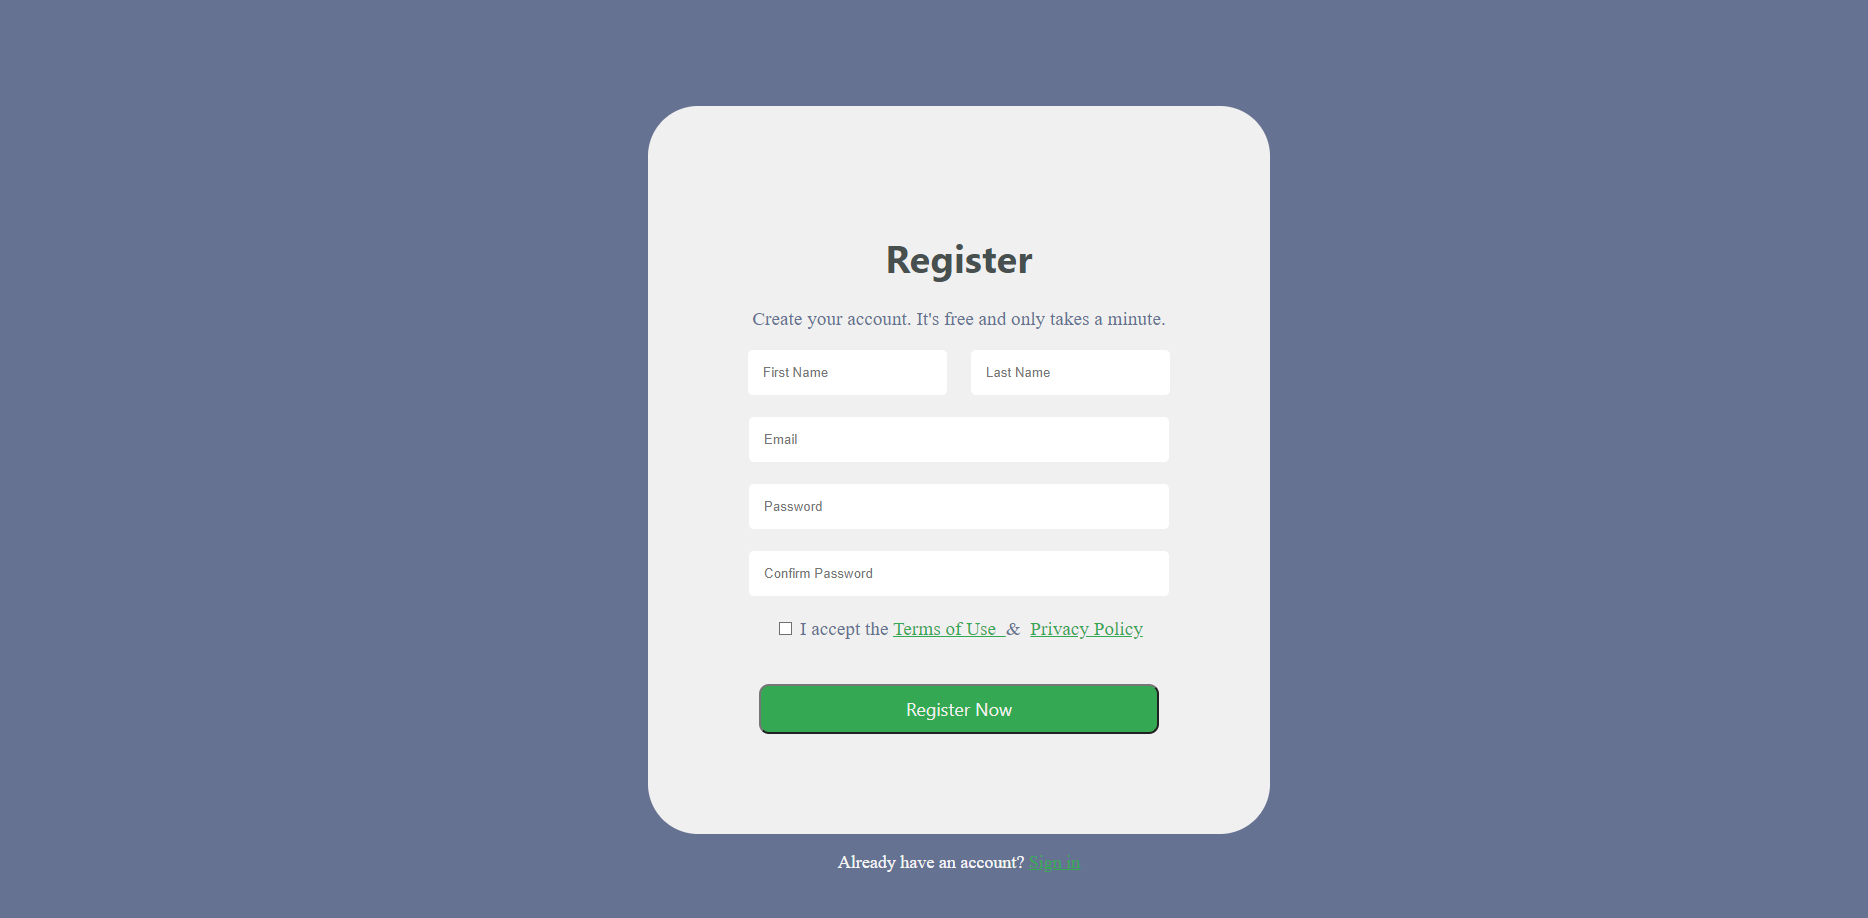 Register
Create your account. It's free and only takes a minute.
First Name Last Name
Email
Password
Confirm Password
I accept the Terms of Use & Privacy Policy
Register Now
Already have an account? Sign in